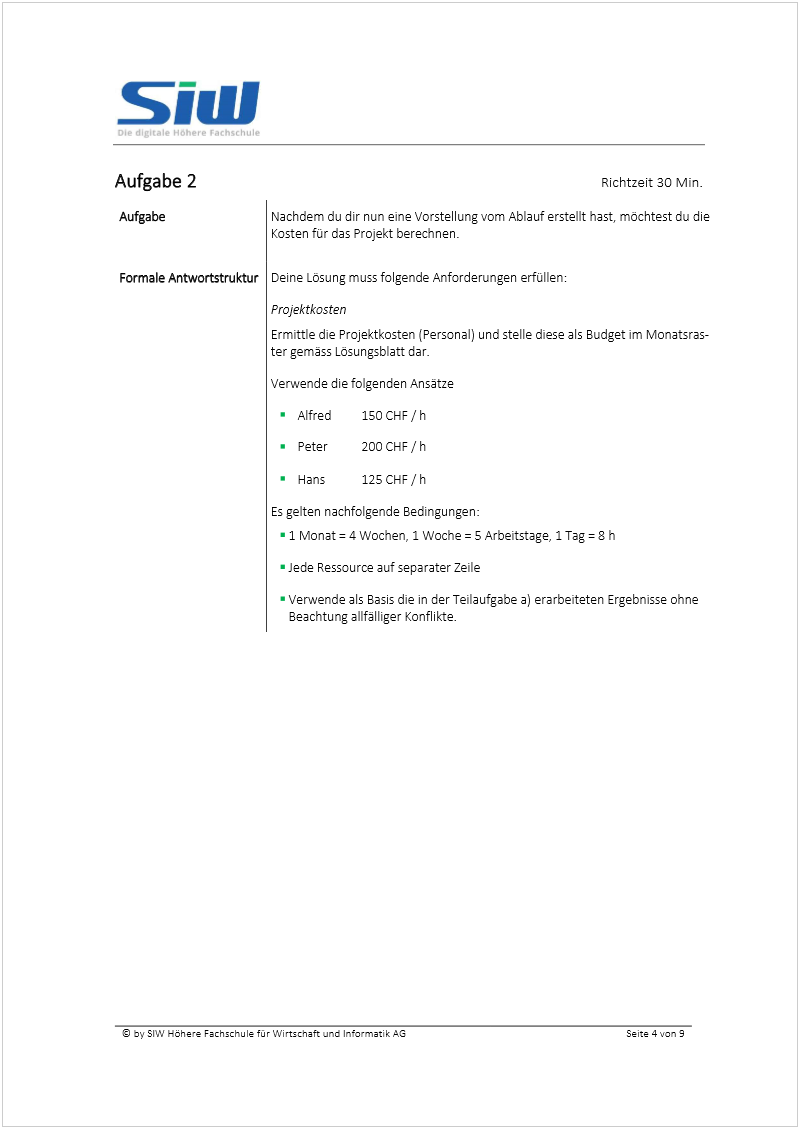 SIW
Die digitale Höhere Fachschule
Aufgabe 2 Richtzeit 30 Min.
Aufgabe Nachdem du dir nun eine Vorstellung vom Ablauf erstellt hast, möchtest du die
Kosten für das Projekt berechnen.
Formale Antwortstruktur Deine Lösung muss folgende Anforderungen erfüllen:
Projektkosten
Ermittle die Projektkosten (Personal) und stelle diese als Budget im Monatsras-
ter gemäss Lösungsblatt dar.
Verwende die folgenden Ansätze
▪ Alfred 150 CHF / h
▪ Peter 200 CHF / h
▪ Hans 125 CHF / h
Es gelten nachfolgende Bedingungen:
▪ 1 Monat = 4 Wochen, 1 Woche = 5 Arbeitstage, 1 Tag = 8 h
▪ Jede Ressource auf separater Zeile
▪ Verwende als Basis die in der Teilaufgabe a) erarbeiteten Ergebnisse ohne
Beachtung allfälliger Konflikte.
© by SIW Höhere Fachschule für Wirtschaft und Informatik AG Seite 4 von 9